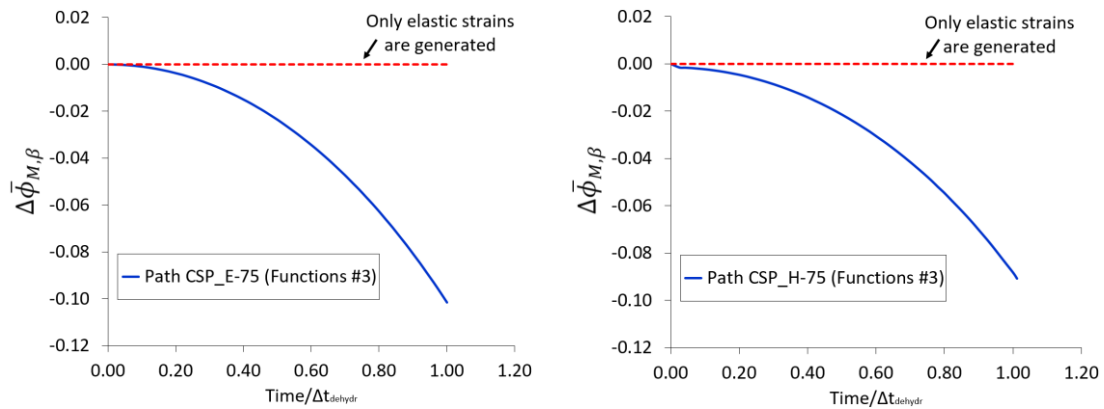 0.02
0.00
-0.02
-0.04
-0.06
-0.08
-0.10
-0.12
Δϕ̄M,β
Only elastic strains
are generated
Path CSP_E-75 (Functions #3)
0.00 0.20 0.40 0.60 0.80 1.00 1.20
Time/Δtdehydr
0.02
0.00
-0.02
-0.04
-0.06
-0.08
-0.10
-0.12
Δϕ̄M,β
Only elastic strains
are generated
Path CSP_H-75 (Functions #3)
0.00 0.20 0.40 0.60 0.80 1.00 1.20
Time/Δtdehydr